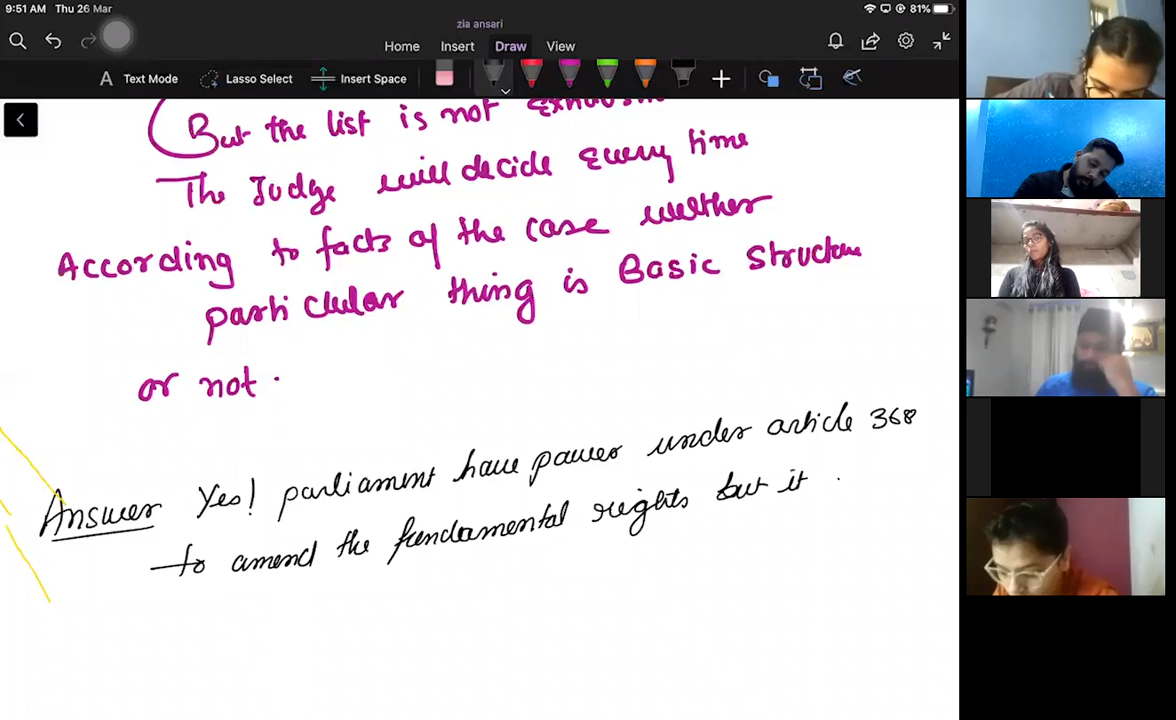 9:51 AM Thu 26 Mar
81%
zia ansari
Home Insert Draw View
A Text Mode Lasso Select Insert Space
But the list is not
The Judge will decide Every time
According to facts of the case wether
particular thing is Basic Structure
or not.
Answer Yes! parliament have power under article 368
to amend the fundamental rights but it